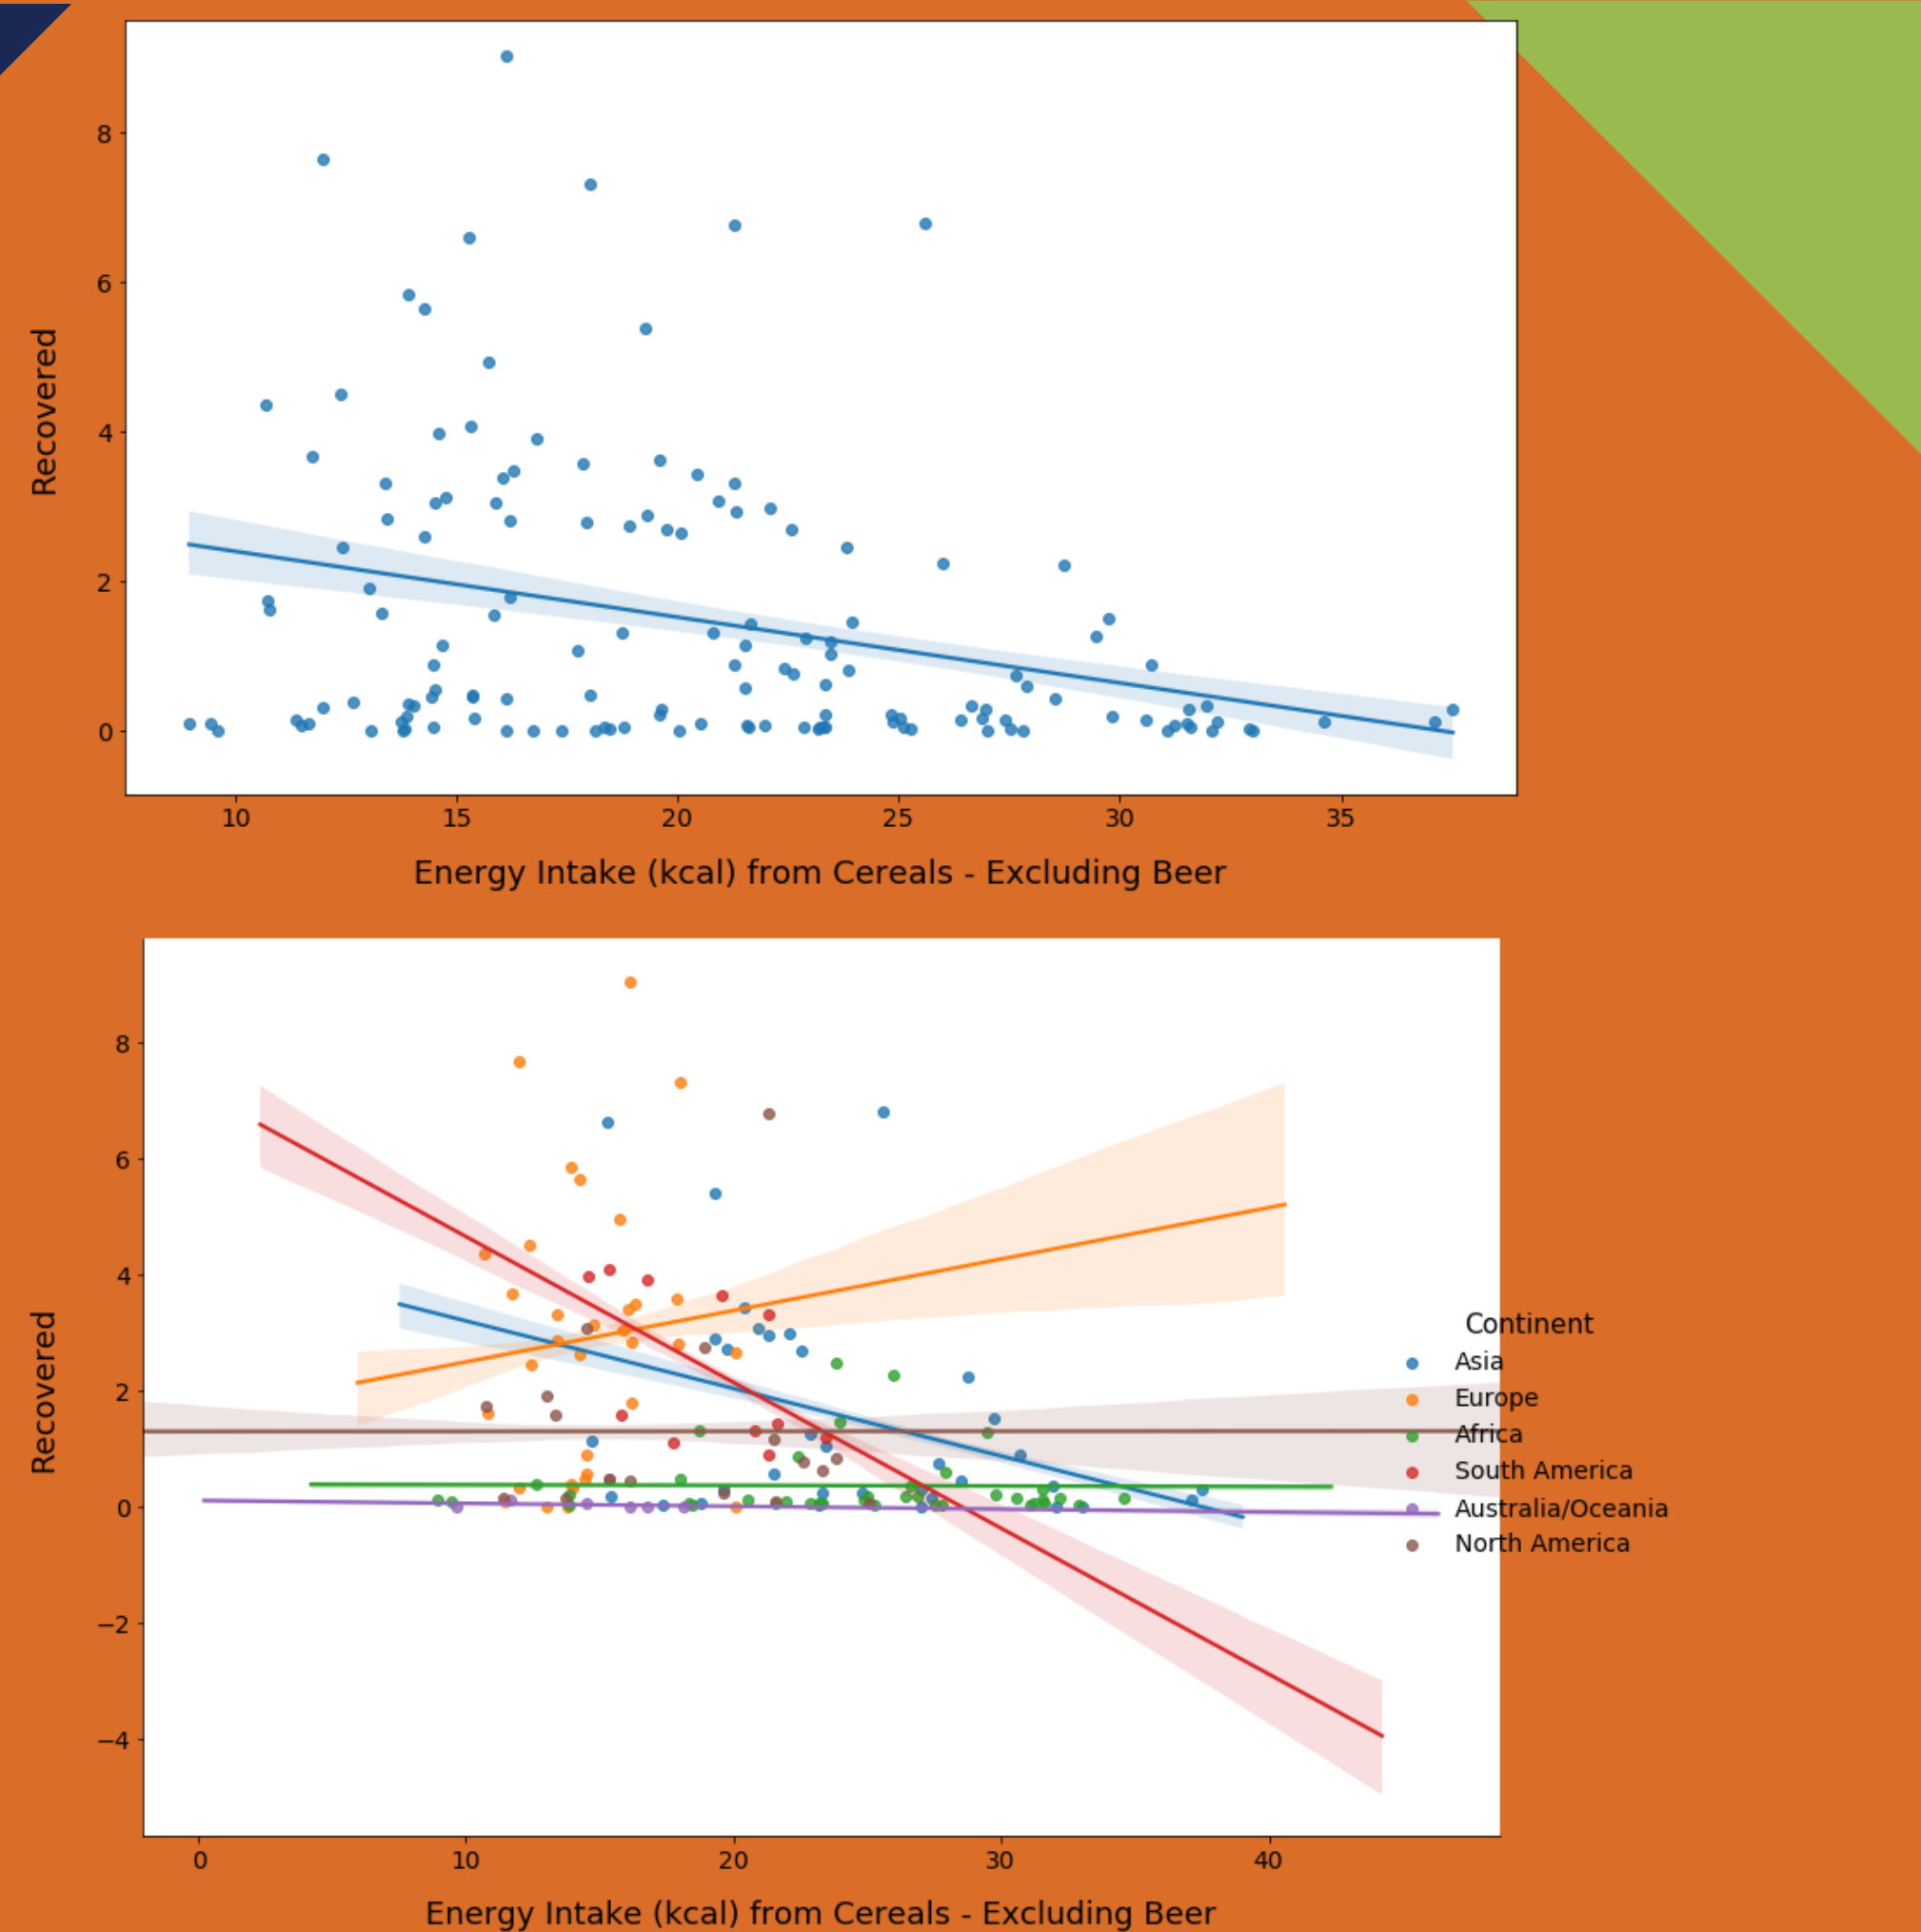 8
6
4
2
0
Recovered
10 15 20 25 30 35
Energy Intake (kcal) from Cereals - Excluding Beer
8
6
4
2
0
−2
−4
Recovered
Continent
Asia
Europe
Africa
South America
Australia/Oceania
North America
0 10 20 30 40
Energy Intake (kcal) from Cereals - Excluding Beer